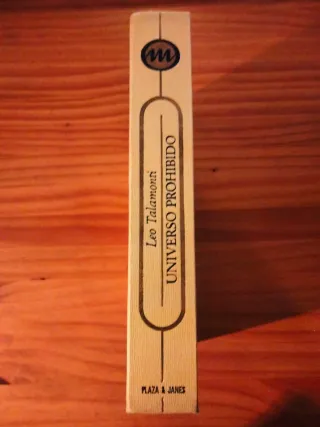 m
Leo Talamonti
UNIVERSO PROHIBIDO
PLAZA & JANES